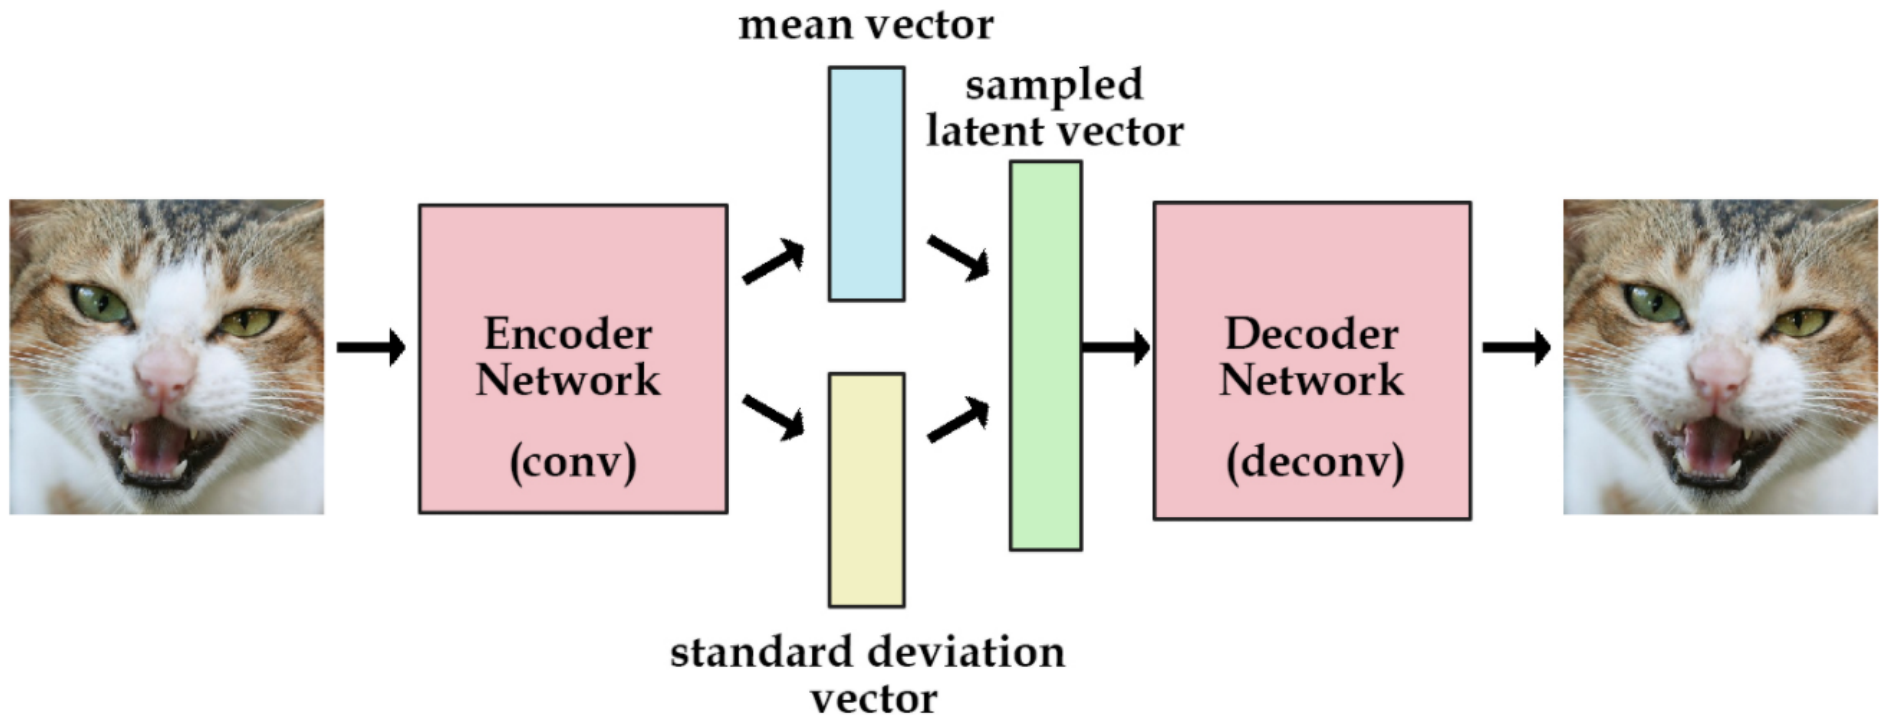 mean vector
sampled
latent vector
Encoder
Network
(conv)
Decoder
Network
(deconv)
standard deviation
vector